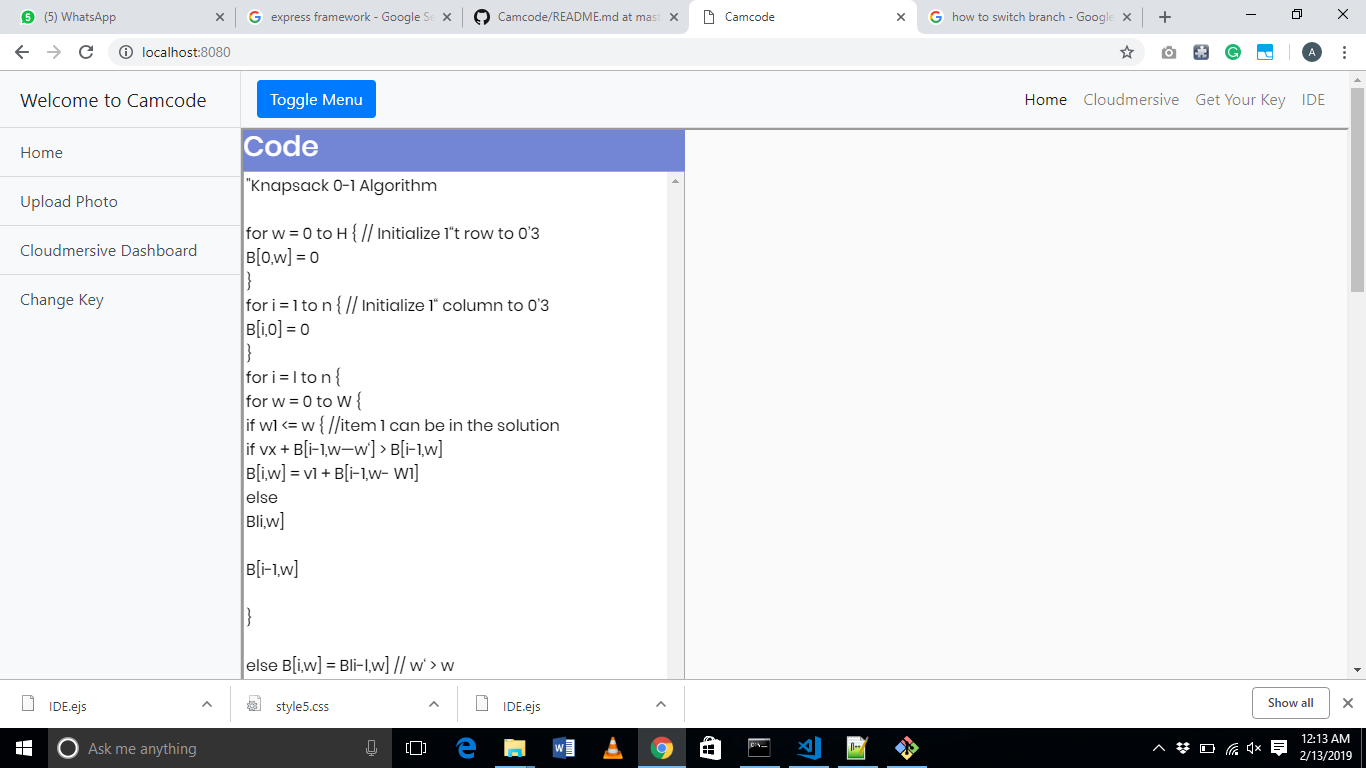 (5) WhatsApp
express framework - Google Se
Camcode/README.md at mast
Camcode
how to switch branch - Google
localhost:8080
A
Welcome to Camcode
Toggle Menu
Home
Cloudmersive
Get Your Key
IDE
Home
Upload Photo
Cloudmersive Dashboard
Change Key
Code
"Knapsack 0-1 Algorithm
for w = 0 to H { // Initialize 1“t row to 0’3
B[0,w] = 0
}
for i = 1 to n { // Initialize 1“ column to 0’3
B[i,0] = 0
}
for i = l to n {
for w = 0 to W {
if w1 <= w { //item 1 can be in the solution
if vx + B[i-1,w—w‘] > B[i-1,w]
B[i,w] = v1 + B[i-1,w- W1]
else
Bli,w]
B[i-1,w]
}
else B[i,w] = Bli-l,w] // w‘ > w
IDE.ejs
style5.css
IDE.ejs
Show all
Ask me anything
12:13 AM
2/13/2019